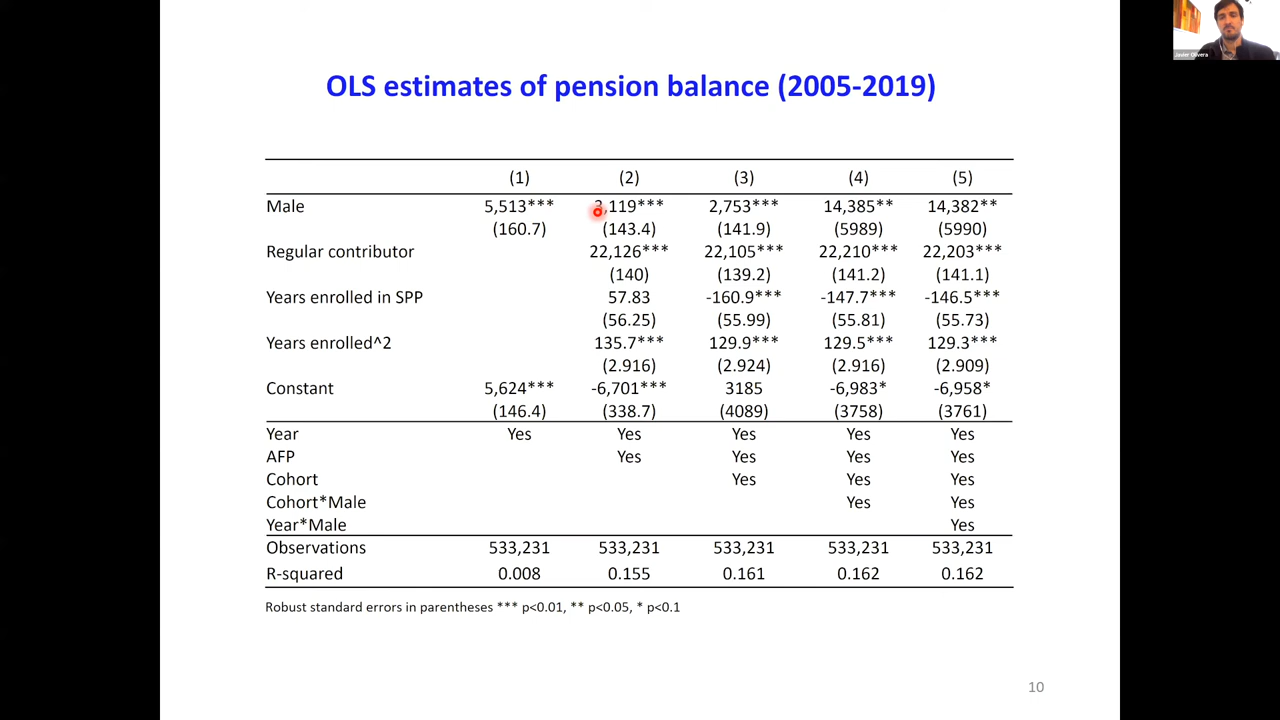 Javier Olivera
OLS estimates of pension balance (2005-2019)
(1) (2) (3) (4) (5)
Male 5,513*** 3,119*** 2,753*** 14,385** 14,382**
(160.7) (143.4) (141.9) (5989) (5990)
Regular contributor 22,126*** 22,105*** 22,210*** 22,203***
(140) (139.2) (141.2) (141.1)
Years enrolled in SPP 57.83 -160.9*** -147.7*** -146.5***
(56.25) (55.99) (55.81) (55.73)
Years enrolled^2 135.7*** 129.9*** 129.5*** 129.3***
(2.916) (2.924) (2.916) (2.909)
Constant 5,624*** -6,701*** 3185 -6,983* -6,958*
(146.4) (338.7) (4089) (3758) (3761)
Year Yes Yes Yes Yes Yes
AFP Yes Yes Yes Yes
Cohort Yes Yes Yes
Cohort*Male Yes Yes
Year*Male Yes
Observations 533,231 533,231 533,231 533,231 533,231
R-squared 0.008 0.155 0.161 0.162 0.162
Robust standard errors in parentheses *** p<0.01, ** p<0.05, * p<0.1
10